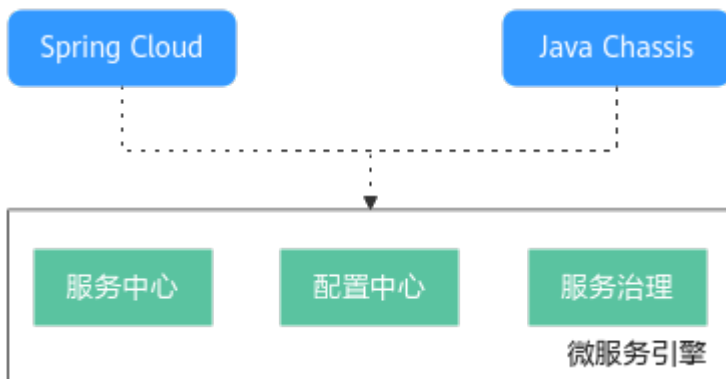 Spring Cloud
Java Chassis
服务中心
配置中心
服务治理
微服务引擎